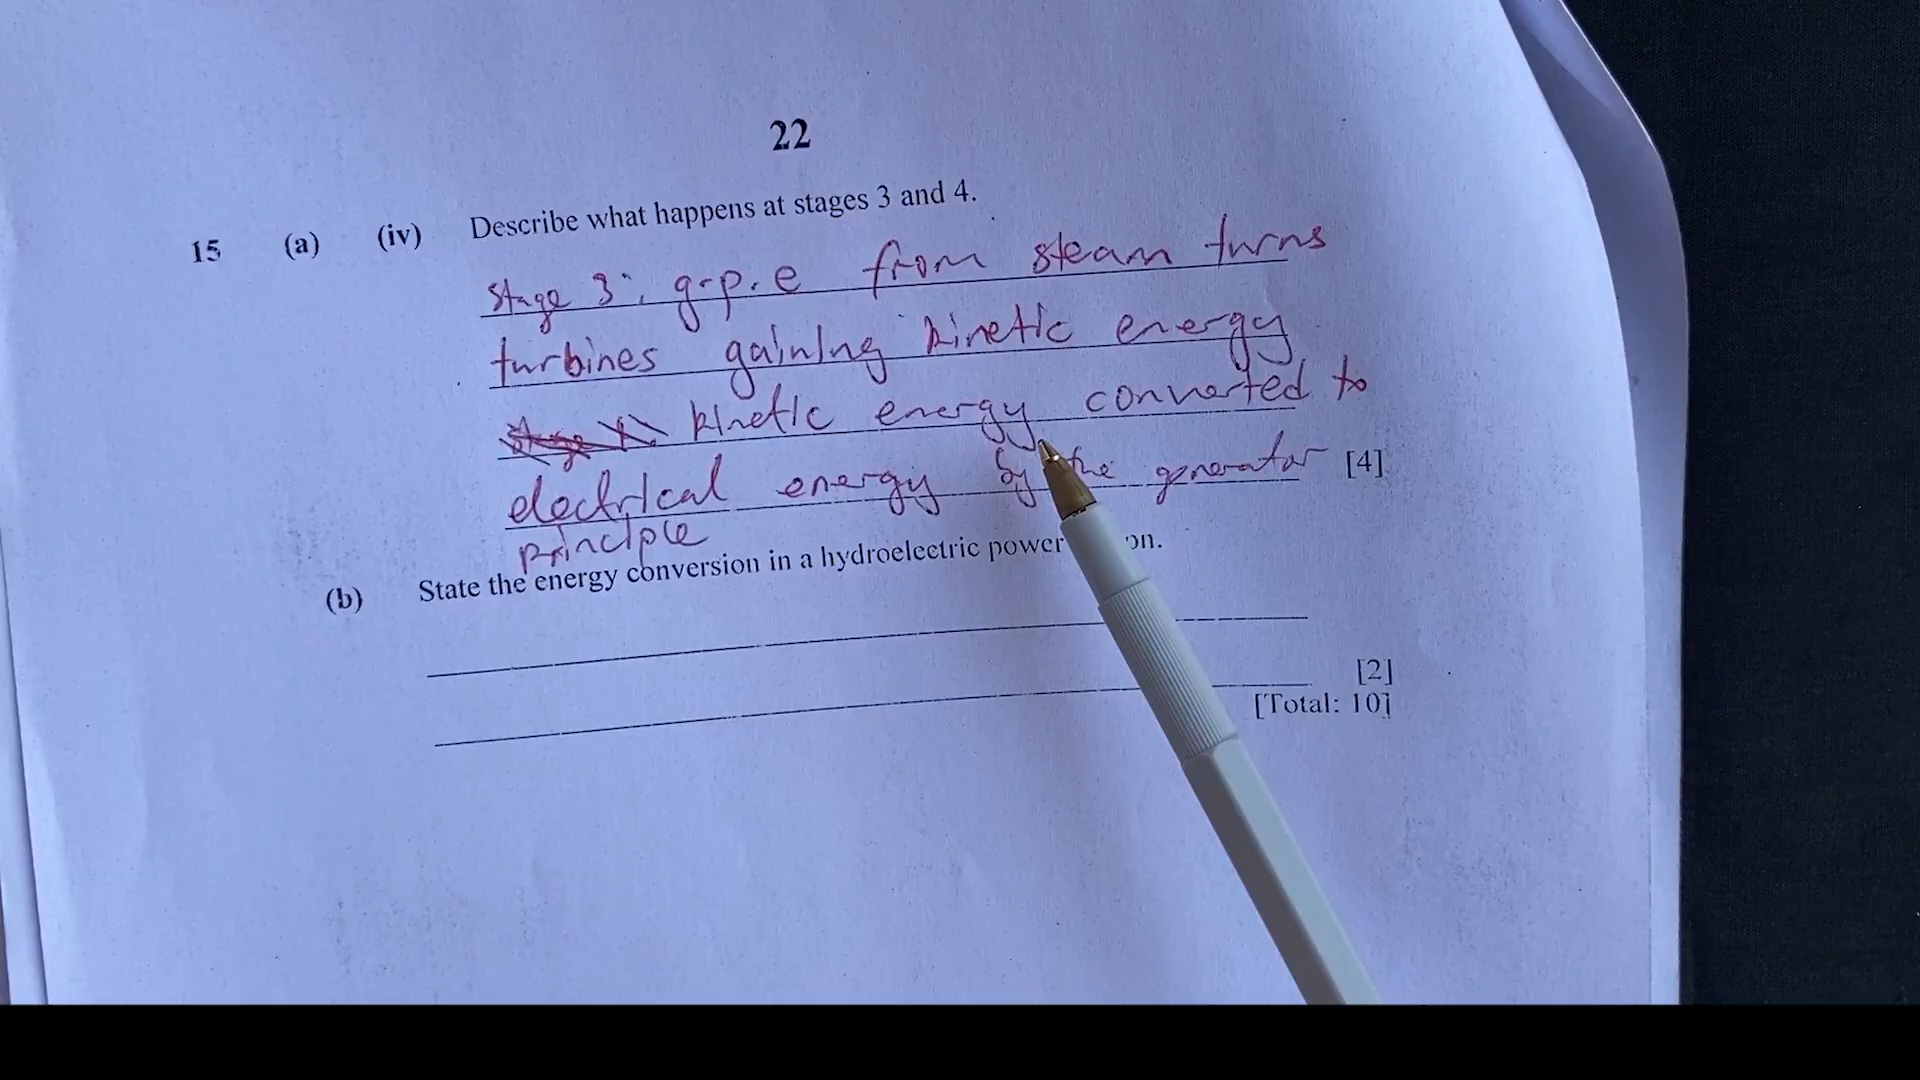 22
15 (a) (iv) Describe what happens at stages 3 and 4.
Stage 3: g.p.e from steam turns
turbines gaining kinetic energy
kinetic energy converted to
electrical energy by the generator [4]
principle
(b) State the energy conversion in a hydroelectric power on.
[2]
[Total: 10]